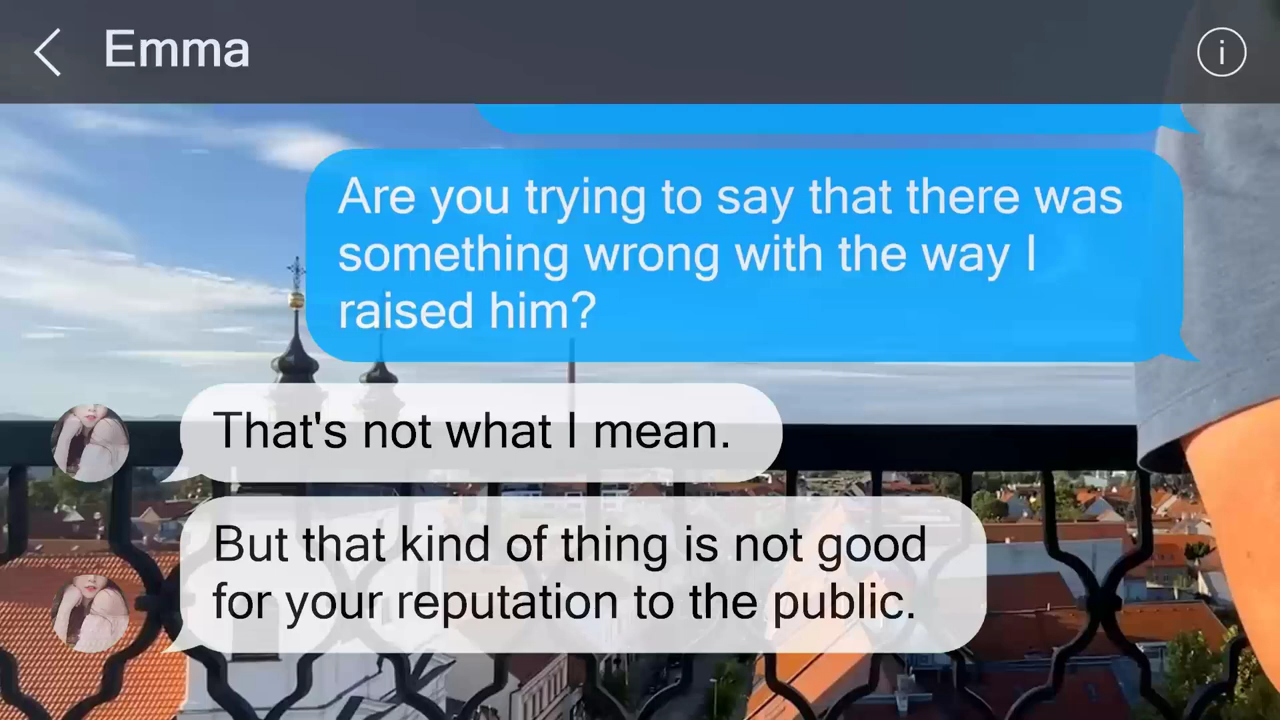 Emma
i
Are you trying to say that there was
something wrong with the way I
raised him?
That's not what I mean.
But that kind of thing is not good
for your reputation to the public.